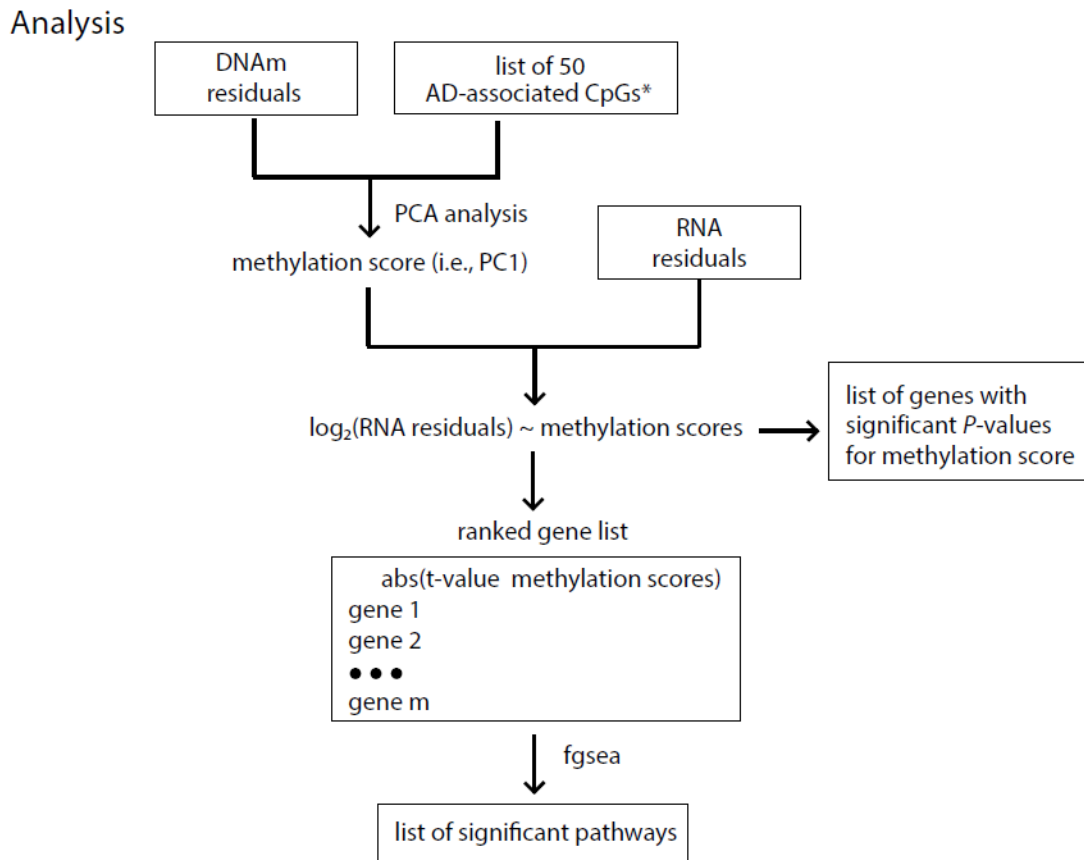 Analysis
DNAm
residuals
list of 50
AD-associated CpGs*
PCA analysis
methylation score (i.e., PC1)
RNA
residuals
log₂(RNA residuals) ~ methylation scores
list of genes with
significant P-values
for methylation score
ranked gene list
abs(t-value methylation scores)
gene 1
gene 2
● ● ●
gene m
fgsea
list of significant pathways